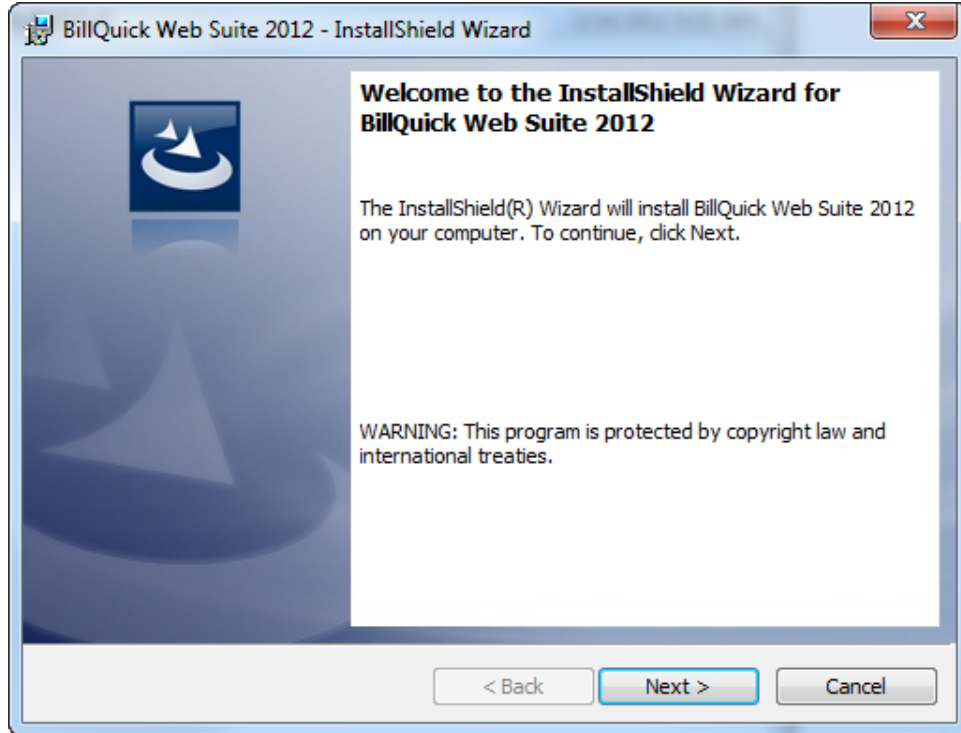 BillQuick Web Suite 2012 - InstallShield Wizard
Welcome to the InstallShield Wizard for
BillQuick Web Suite 2012
The InstallShield(R) Wizard will install BillQuick Web Suite 2012
on your computer. To continue, click Next.
WARNING: This program is protected by copyright law and
international treaties.
< Back
Next >
Cancel